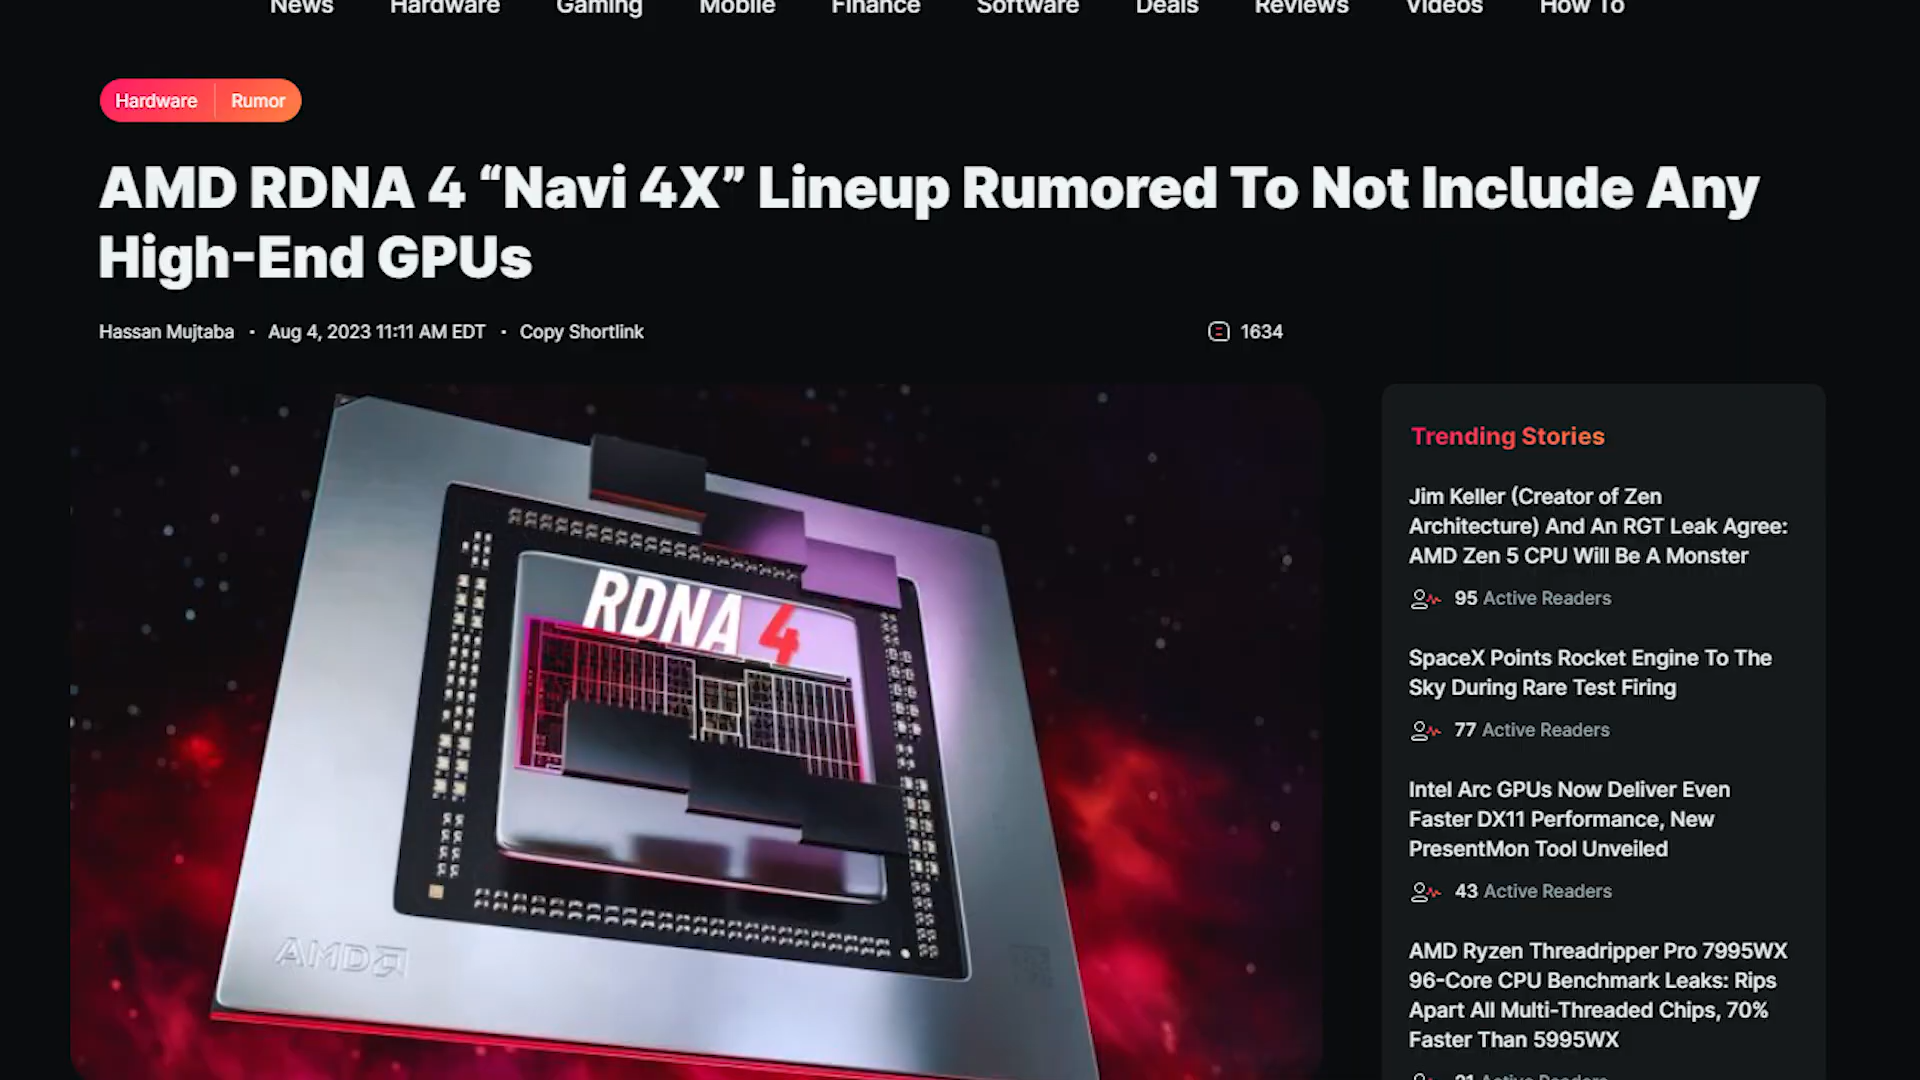 News Hardware Gaming Mobile Finance Software Deals Reviews Videos How To
Hardware Rumor
AMD RDNA 4 “Navi 4X” Lineup Rumored To Not Include Any
High-End GPUs
Hassan Mujtaba • Aug 4, 2023 11:11 AM EDT • Copy Shortlink
1634
RDNA 4
AMD
Trending Stories
Jim Keller (Creator of Zen
Architecture) And An RGT Leak Agree:
AMD Zen 5 CPU Will Be A Monster
95 Active Readers
SpaceX Points Rocket Engine To The
Sky During Rare Test Firing
77 Active Readers
Intel Arc GPUs Now Deliver Even
Faster DX11 Performance, New
PresentMon Tool Unveiled
43 Active Readers
AMD Ryzen Threadripper Pro 7995WX
96-Core CPU Benchmark Leaks: Rips
Apart All Multi-Threaded Chips, 70%
Faster Than 5995WX
Active Readers